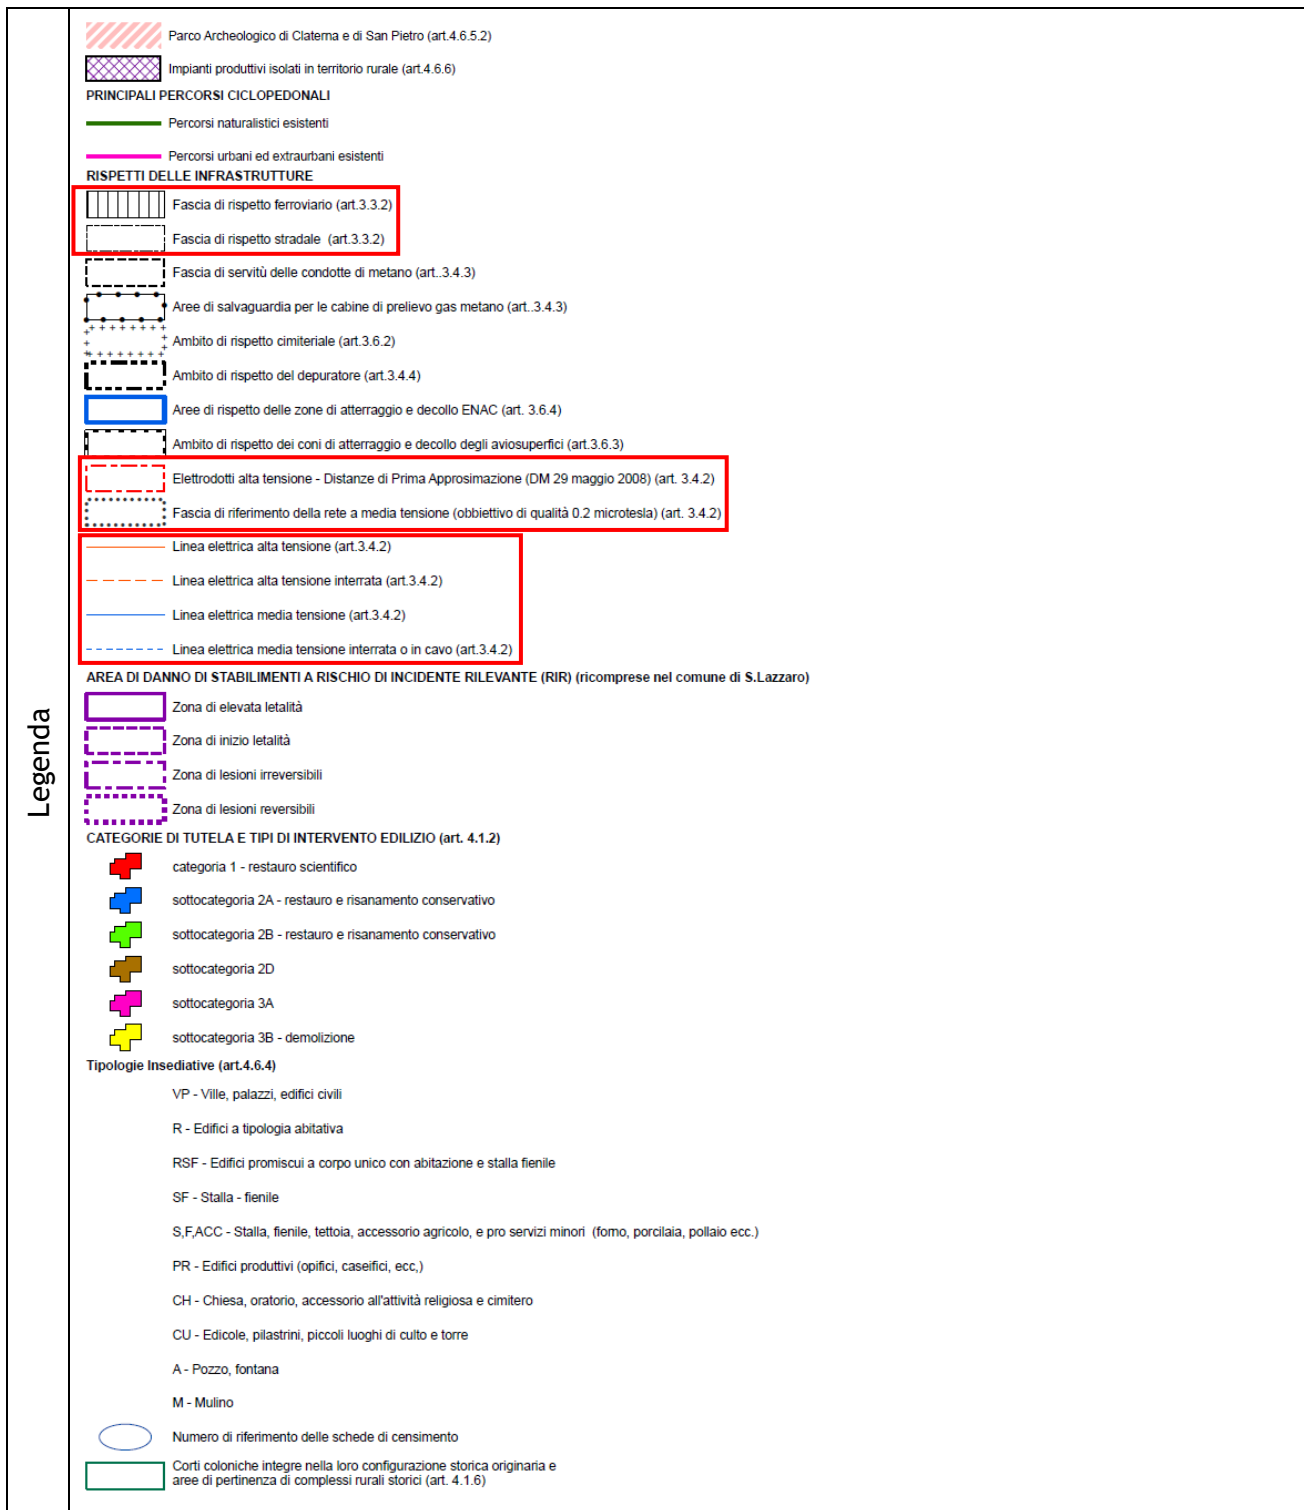 Legenda
Parco Archeologico di Claterna e di San Pietro (art.4.6.5.2)
Impianti produttivi isolati in territorio rurale (art.4.6.6)
PRINCIPALI PERCORSI CICLOPEDONALI
Percorsi naturalistici esistenti
Percorsi urbani ed extraurbani esistenti
RISPETTI DELLE INFRASTRUTTURE
Fascia di rispetto ferroviario (art.3.3.2)
Fascia di rispetto stradale (art.3.3.2)
Fascia di servitù delle condotte di metano (art..3.4.3)
Aree di salvaguardia per le cabine di prelievo gas metano (art..3.4.3)
Ambito di rispetto cimiteriale (art.3.6.2)
Ambito di rispetto del depuratore (art.3.4.4)
Aree di rispetto delle zone di atterraggio e decollo ENAC (art. 3.6.4)
Ambito di rispetto dei coni di atterraggio e decollo degli aviosuperfici (art.3.6.3)
Elettrodotti alta tensione - Distanze di Prima Approsimazione (DM 29 maggio 2008) (art. 3.4.2)
Fascia di riferimento della rete a media tensione (obbiettivo di qualità 0.2 microtesla) (art. 3.4.2)
Linea elettrica alta tensione (art.3.4.2)
Linea elettrica alta tensione interrata (art.3.4.2)
Linea elettrica media tensione (art.3.4.2)
Linea elettrica media tensione interrata o in cavo (art.3.4.2)
AREA DI DANNO DI STABILIMENTI A RISCHIO DI INCIDENTE RILEVANTE (RIR) (ricomprese nel comune di S.Lazzaro)
Zona di elevata letalità
Zona di inizio letalità
Zona di lesioni irreversibili
Zona di lesioni reversibili
CATEGORIE DI TUTELA E TIPI DI INTERVENTO EDILIZIO (art. 4.1.2)
categoria 1 - restauro scientifico
sottocategoria 2A - restauro e risanamento conservativo
sottocategoria 2B - restauro e risanamento conservativo
sottocategoria 2D
sottocategoria 3A
sottocategoria 3B - demolizione
Tipologie Insediative (art.4.6.4)
VP - Ville, palazzi, edifici civili
R - Edifici a tipologia abitativa
RSF - Edifici promiscui a corpo unico con abitazione e stalla fienile
SF - Stalla - fienile
S,F,ACC - Stalla, fienile, tettoia, accessorio agricolo, e pro servizi minori (forno, porcilaia, pollaio ecc.)
PR - Edifici produttivi (opifici, caseifici, ecc,)
CH - Chiesa, oratorio, accessorio all'attività religiosa e cimitero
CU - Edicole, pilastrini, piccoli luoghi di culto e torre
A - Pozzo, fontana
M - Mulino
Numero di riferimento delle schede di censimento
Corti coloniche integre nella loro configurazione storica originaria e
aree di pertinenza di complessi rurali storici (art. 4.1.6)